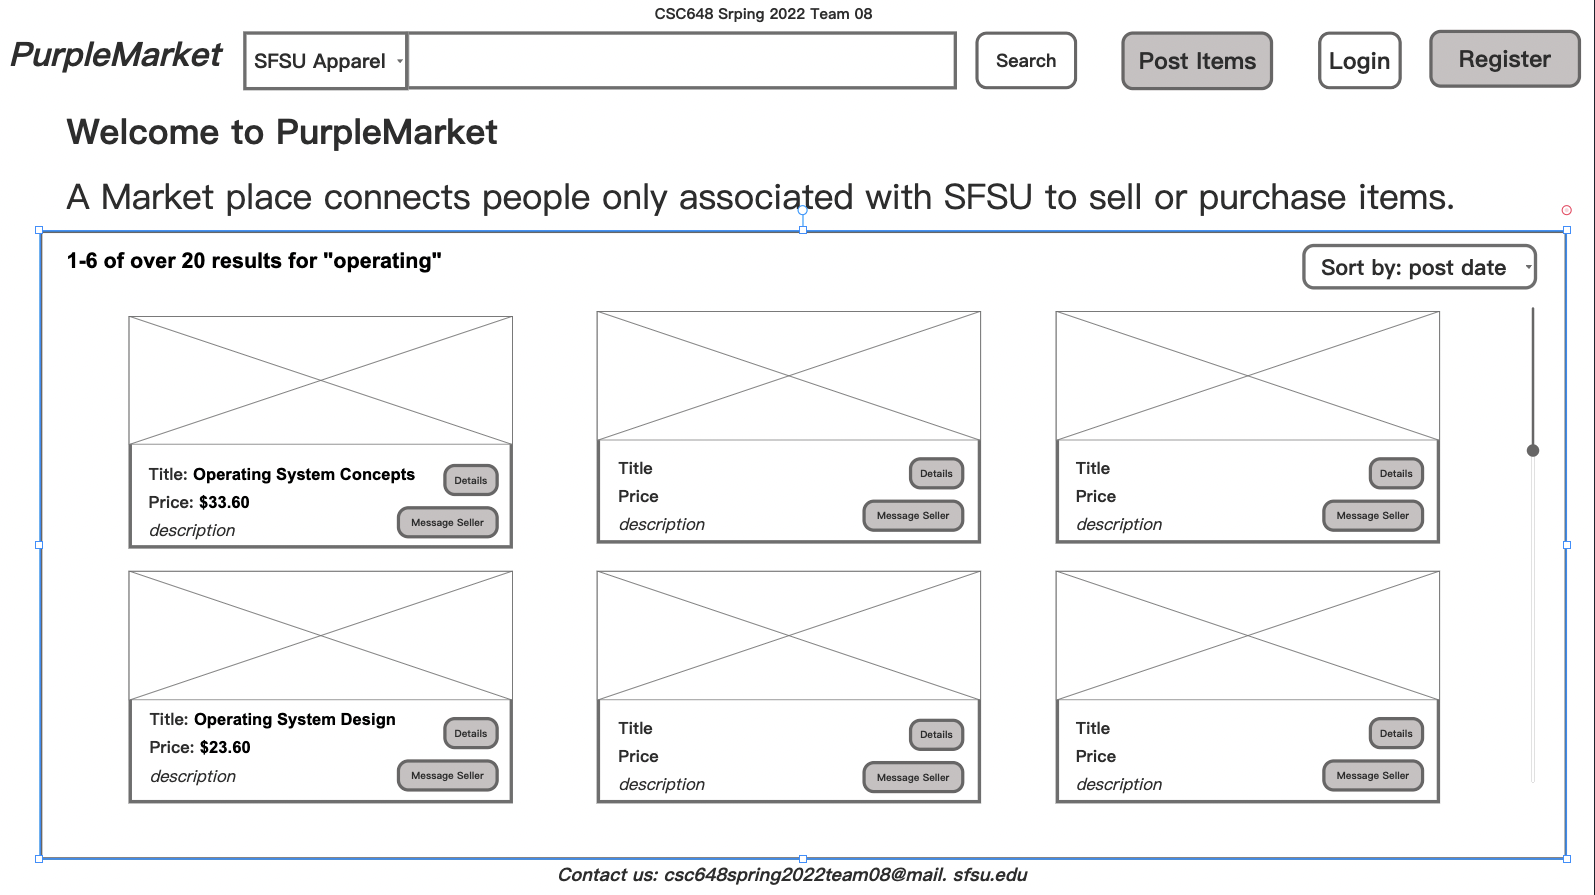 CSC648 Srping 2022 Team 08
PurpleMarket
SFSU Apparel
Search
Post Items
Login
Register
Welcome to PurpleMarket
A Market place connects people only associated with SFSU to sell or purchase items.
1-6 of over 20 results for "operating"
Sort by: post date
Title: Operating System Concepts
Price: $33.60
description
Details
Message Seller
Title
Price
description
Details
Message Seller
Title
Price
description
Details
Message Seller
Title: Operating System Design
Price: $23.60
description
Details
Message Seller
Title
Price
description
Details
Message Seller
Title
Price
description
Details
Message Seller
Contact us: csc648spring2022team08@mail. sfsu.edu